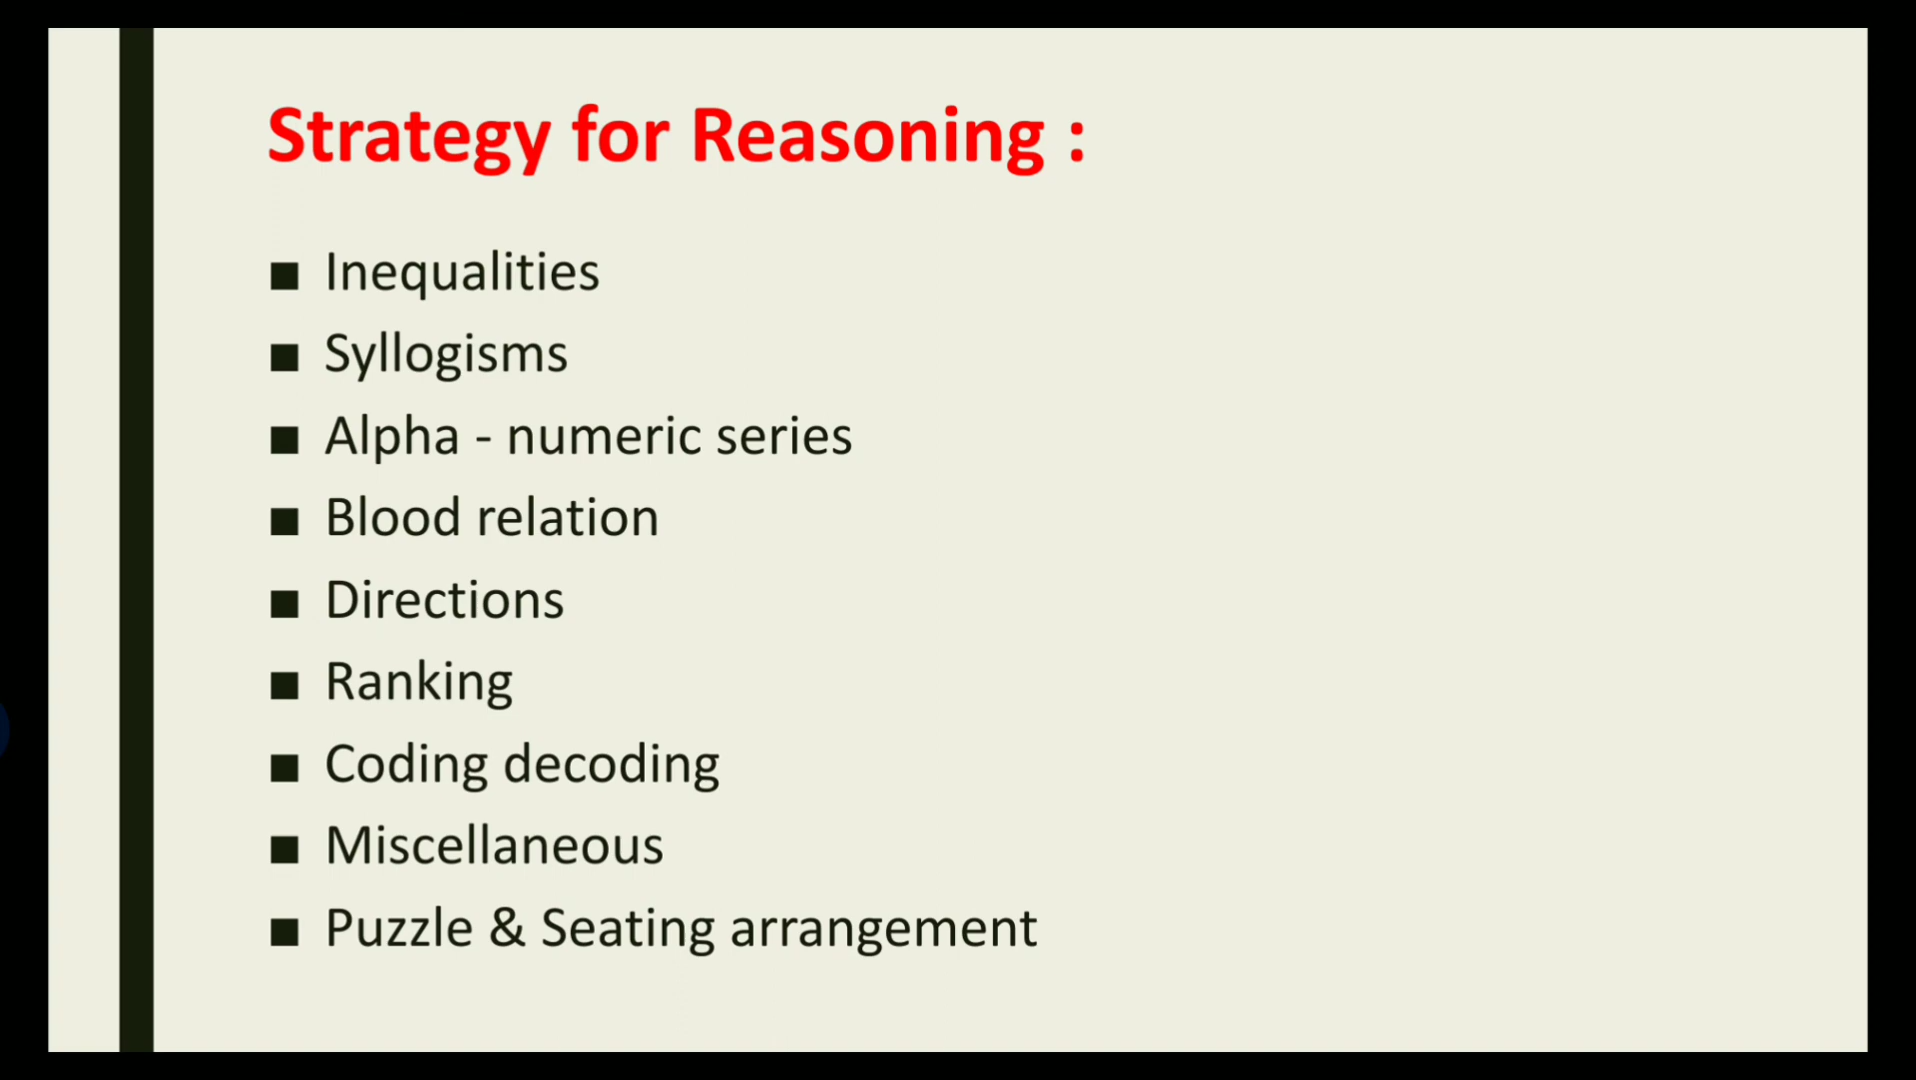 Strategy for Reasoning :
■ Inequalities
■ Syllogisms
■ Alpha - numeric series
■ Blood relation
■ Directions
■ Ranking
■ Coding decoding
■ Miscellaneous
■ Puzzle & Seating arrangement